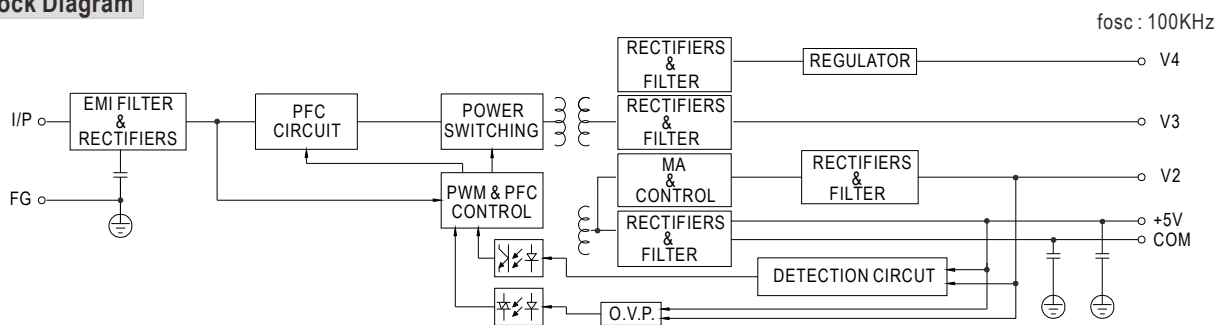 ock Diagram
fosc : 100KHz
RECTIFIERS
&
FILTER
REGULATOR
V4
I/P
EMI FILTER
&
RECTIFIERS
PFC
CIRCUIT
POWER
SWITCHING
RECTIFIERS
&
FILTER
V3
FG
PWM & PFC
CONTROL
MA
&
CONTROL
RECTIFIERS
&
FILTER
V2
RECTIFIERS
&
FILTER
+5V
COM
DETECTION CIRCUT
O.V.P.